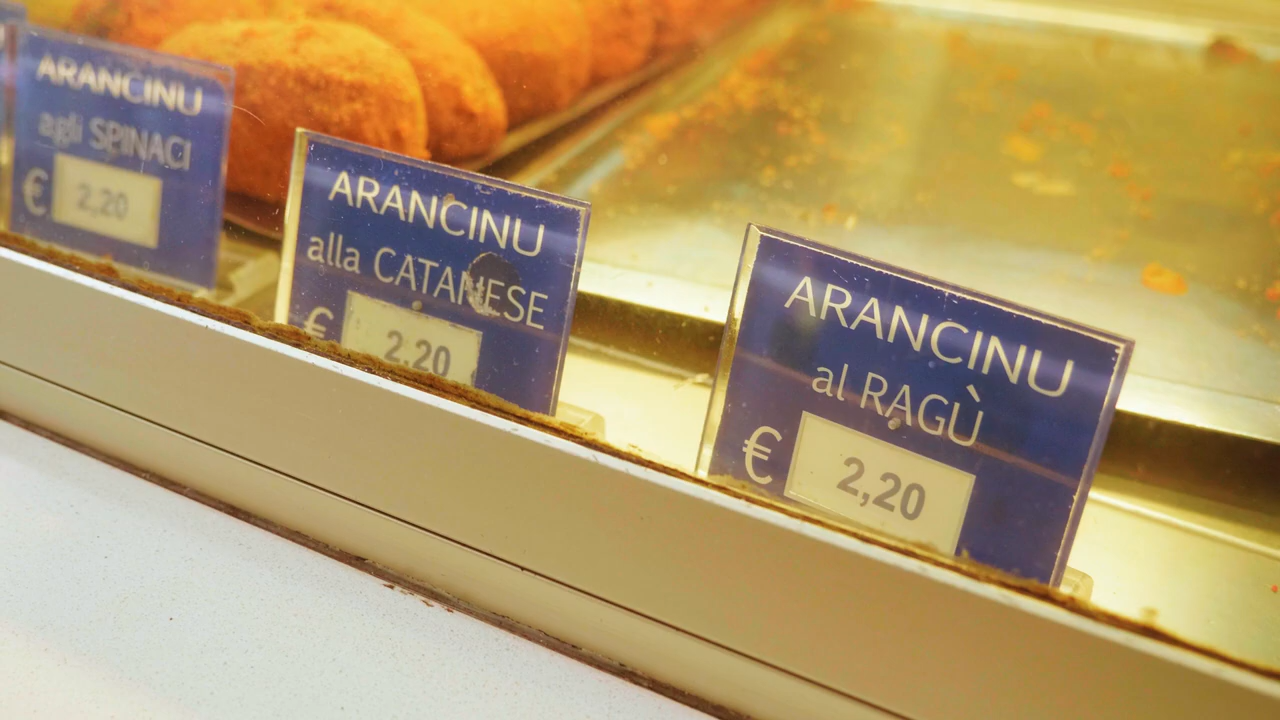 ARANCINU
agli SPINACI
€ 2,20
ARANCINU
alla CATANESE
€ 2,20
ARANCINU
al RAGÙ
€ 2,20